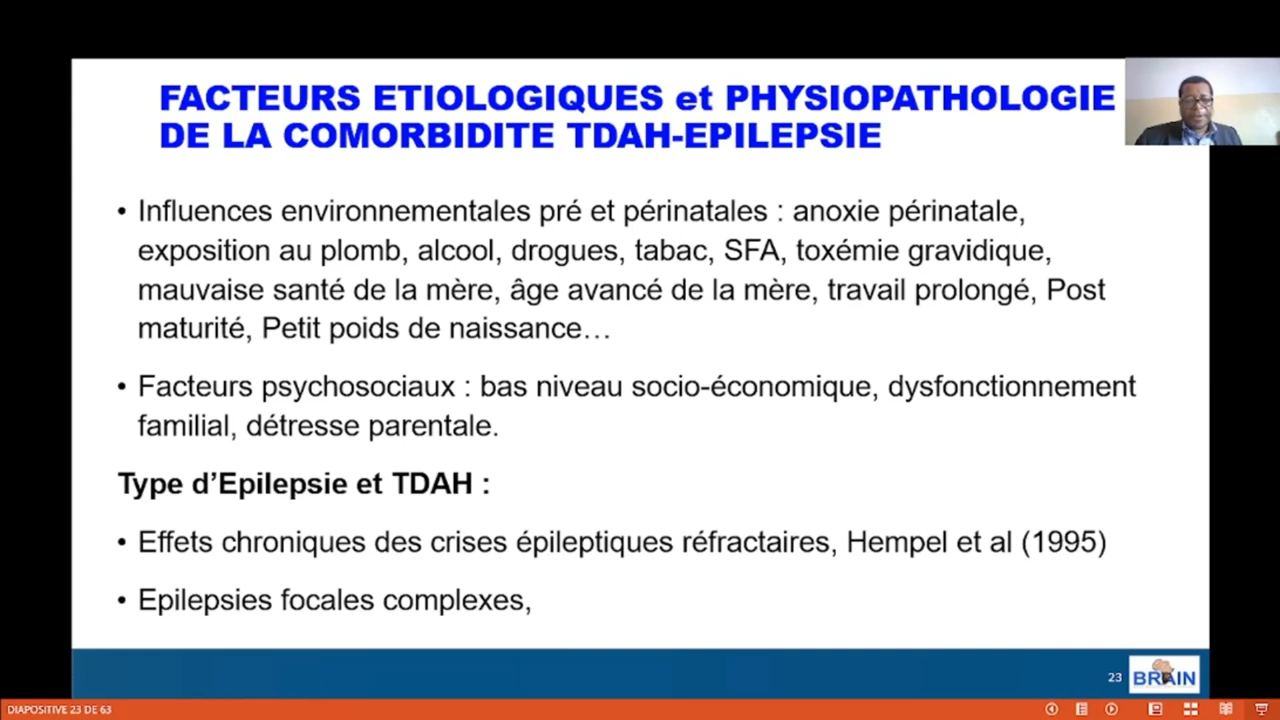 FACTEURS ETIOLOGIQUES et PHYSIOPATHOLOGIE
DE LA COMORBIDITE TDAH-EPILEPSIE
• Influences environnementales pré et périnatales : anoxie périnatale,
exposition au plomb, alcool, drogues, tabac, SFA, toxémie gravidique,
mauvaise santé de la mère, âge avancé de la mère, travail prolongé, Post
maturité, Petit poids de naissance…
• Facteurs psychosociaux : bas niveau socio-économique, dysfonctionnement
familial, détresse parentale.
Type d’Epilepsie et TDAH :
• Effets chroniques des crises épileptiques réfractaires, Hempel et al (1995)
• Epilepsies focales complexes,
23
BRAIN
DIAPOSITIVE 23 DE 63